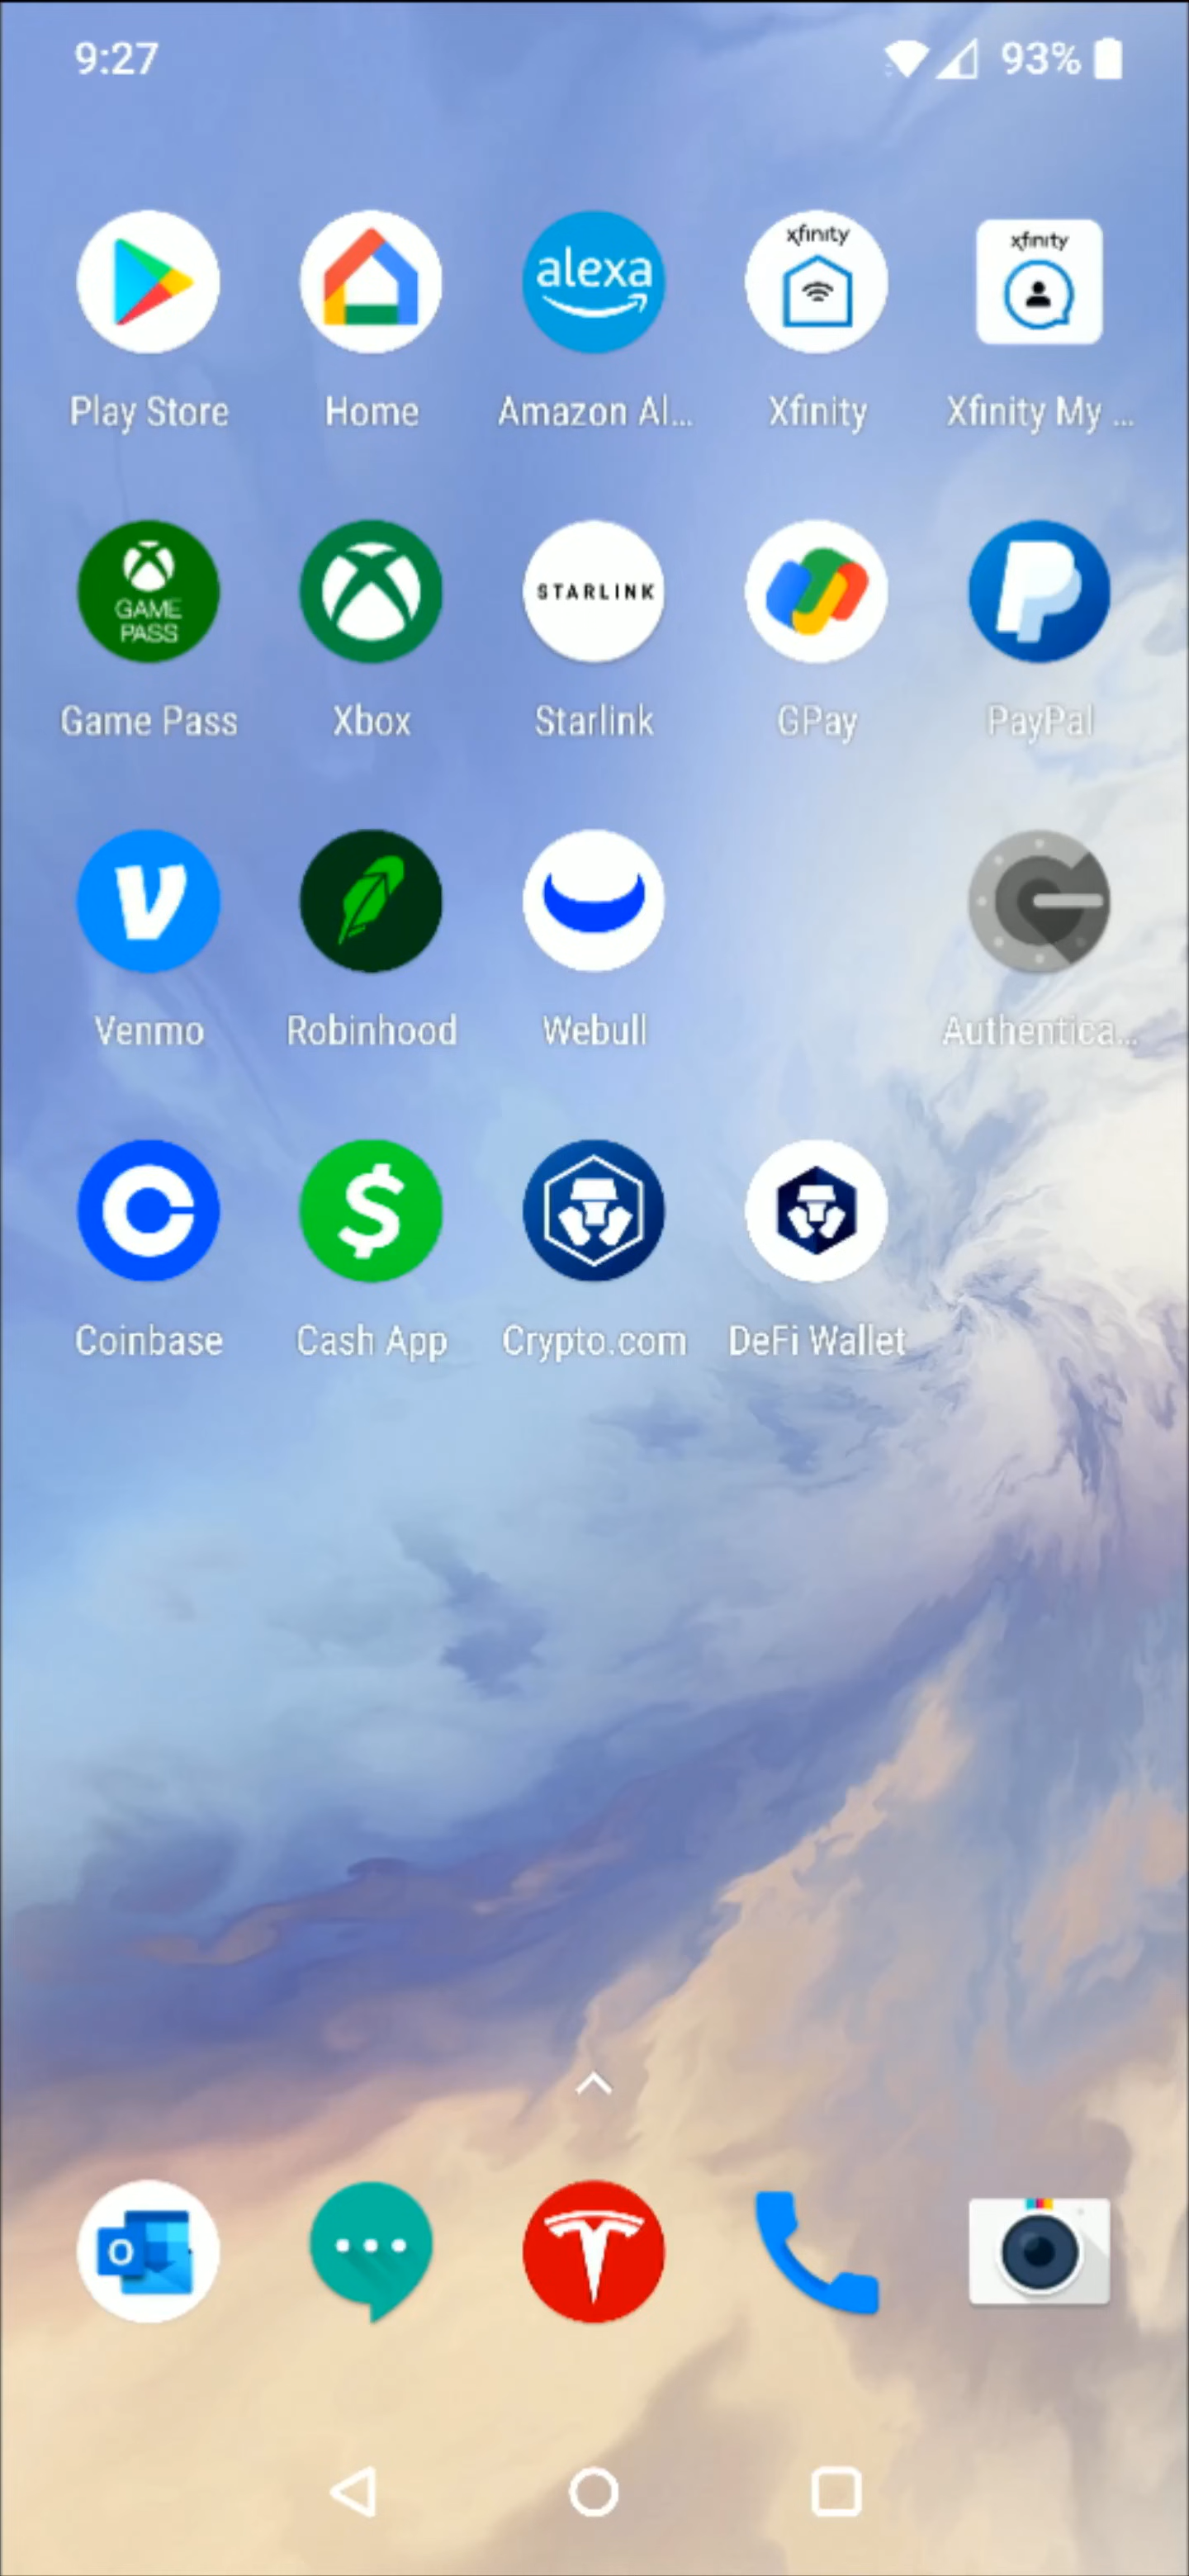 9:27 93%
alexa xfinity xfinity
Play Store Home Amazon Al... Xfinity Xfinity My ...
GAME
PASS
STARLINK
Game Pass Xbox Starlink GPay PayPal
Venmo Robinhood Webull Authentica...
Coinbase Cash App Crypto.com DeFi Wallet